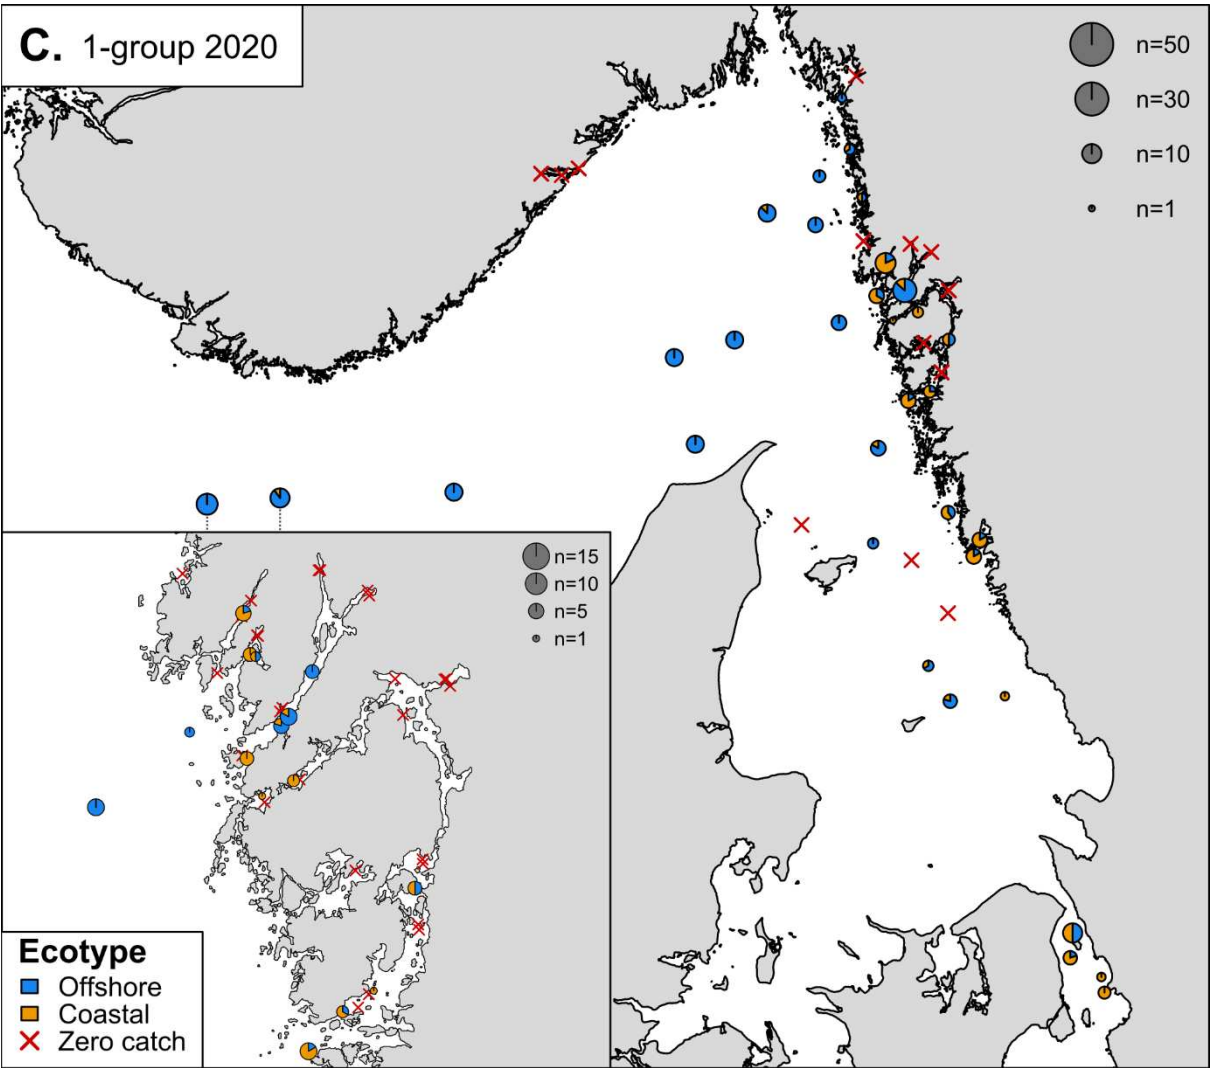 C. 1-group 2020
n=50
n=30
n=10
n=1
n=15
n=10
n=5
n=1
Ecotype
Offshore
Coastal
Zero catch